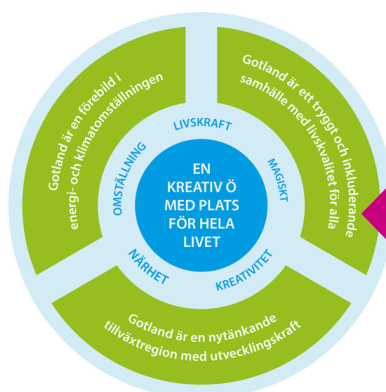 Gotland är en förebild i
energi- och klimatomställningen
Gotland är ett tryggt och inkluderande
samhälle med livskvalitet för alla
LIVSKRAFT
OMSTÄLLNING
MAGISKT
EN
KREATIV Ö
MED PLATS
FÖR HELA
LIVET
NÄRHET
KREATIVITET
Gotland är en nytänkande
tillväxtregion med utvecklingskraft